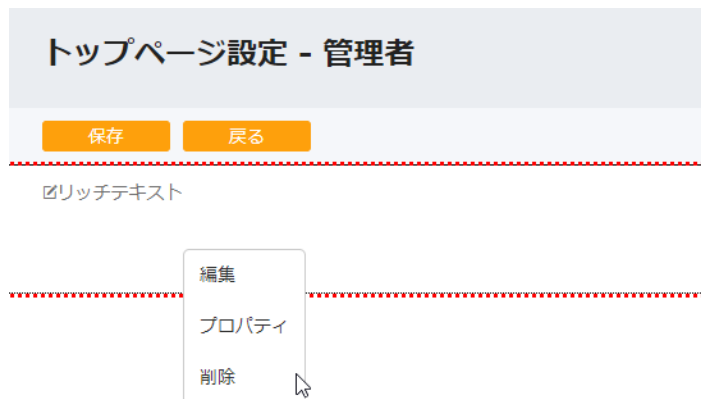 トップページ設定 - 管理者
保存 戻る
リッチテキスト
編集
プロパティ
削除